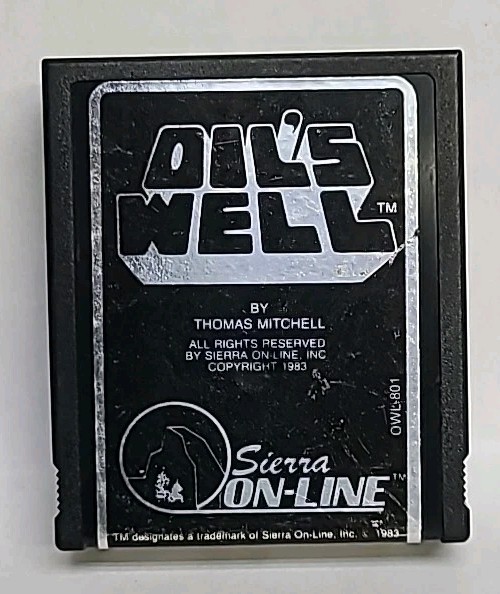 OIL'S
WELL™
BY
THOMAS MITCHELL
ALL RIGHTS RESERVED
BY SIERRA ON-LINE, INC
COPYRIGHT 1983
OWL-801
Sierra
ON-LINE™
TM designates a trademark of Sierra On-Line, Inc. © 1983